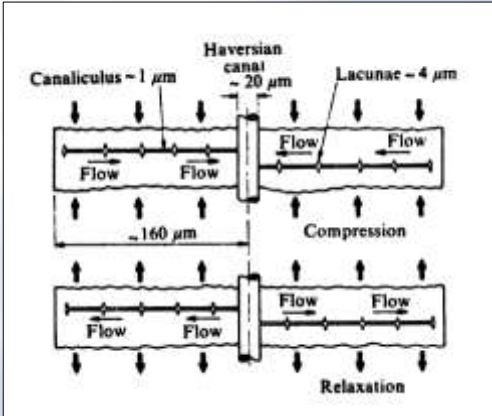 Haversian
canal
~ 20 μm
Canaliculus ~ 1 μm
Lacunae ~ 4 μm
Flow
Flow
Flow
Flow
~160 μm
Compression
Flow
Flow
Flow
Flow
Relaxation